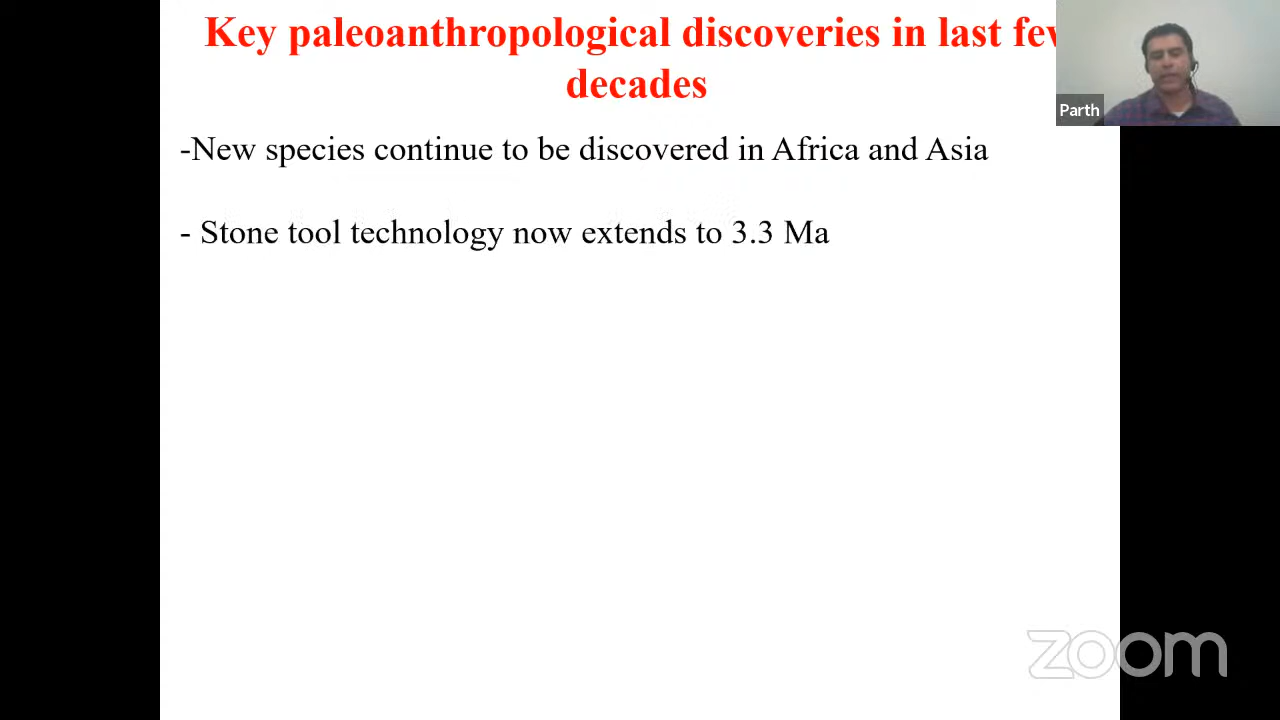 Key paleoanthropological discoveries in last few
decades
Parth
-New species continue to be discovered in Africa and Asia
- Stone tool technology now extends to 3.3 Ma
zoom